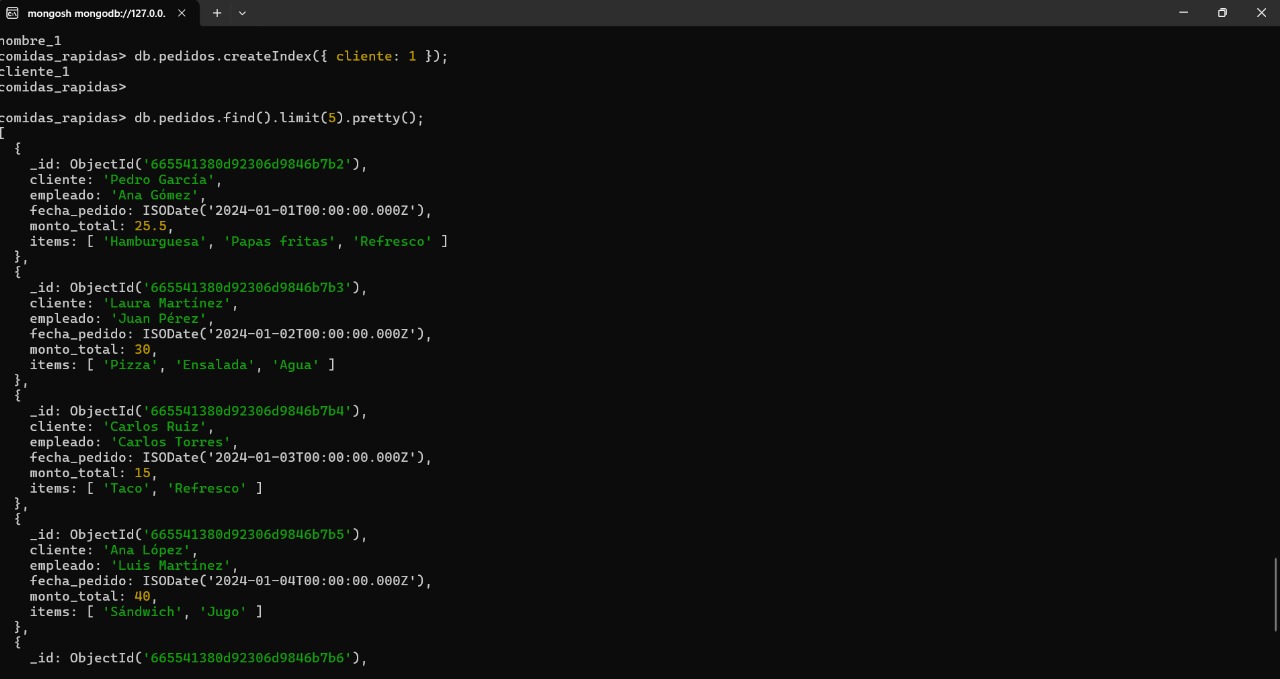 mongosh mongodb://127.0.0.
nombre_1
comidas_rapidas> db.pedidos.createIndex({ cliente: 1 });
cliente_1
comidas_rapidas>
comidas_rapidas> db.pedidos.find().limit(5).pretty();
[
  {
    _id: ObjectId('665541380d92306d9846b7b2'),
    cliente: 'Pedro García',
    empleado: 'Ana Gómez',
    fecha_pedido: ISODate('2024-01-01T00:00:00.000Z'),
    monto_total: 25.5,
    items: [ 'Hamburguesa', 'Papas fritas', 'Refresco' ]
  },
  {
    _id: ObjectId('665541380d92306d9846b7b3'),
    cliente: 'Laura Martínez',
    empleado: 'Juan Pérez',
    fecha_pedido: ISODate('2024-01-02T00:00:00.000Z'),
    monto_total: 30,
    items: [ 'Pizza', 'Ensalada', 'Agua' ]
  },
  {
    _id: ObjectId('665541380d92306d9846b7b4'),
    cliente: 'Carlos Ruiz',
    empleado: 'Carlos Torres',
    fecha_pedido: ISODate('2024-01-03T00:00:00.000Z'),
    monto_total: 15,
    items: [ 'Taco', 'Refresco' ]
  },
  {
    _id: ObjectId('665541380d92306d9846b7b5'),
    cliente: 'Ana López',
    empleado: 'Luis Martínez',
    fecha_pedido: ISODate('2024-01-04T00:00:00.000Z'),
    monto_total: 40,
    items: [ 'Sándwich', 'Jugo' ]
  },
  {
    _id: ObjectId('665541380d92306d9846b7b6'),